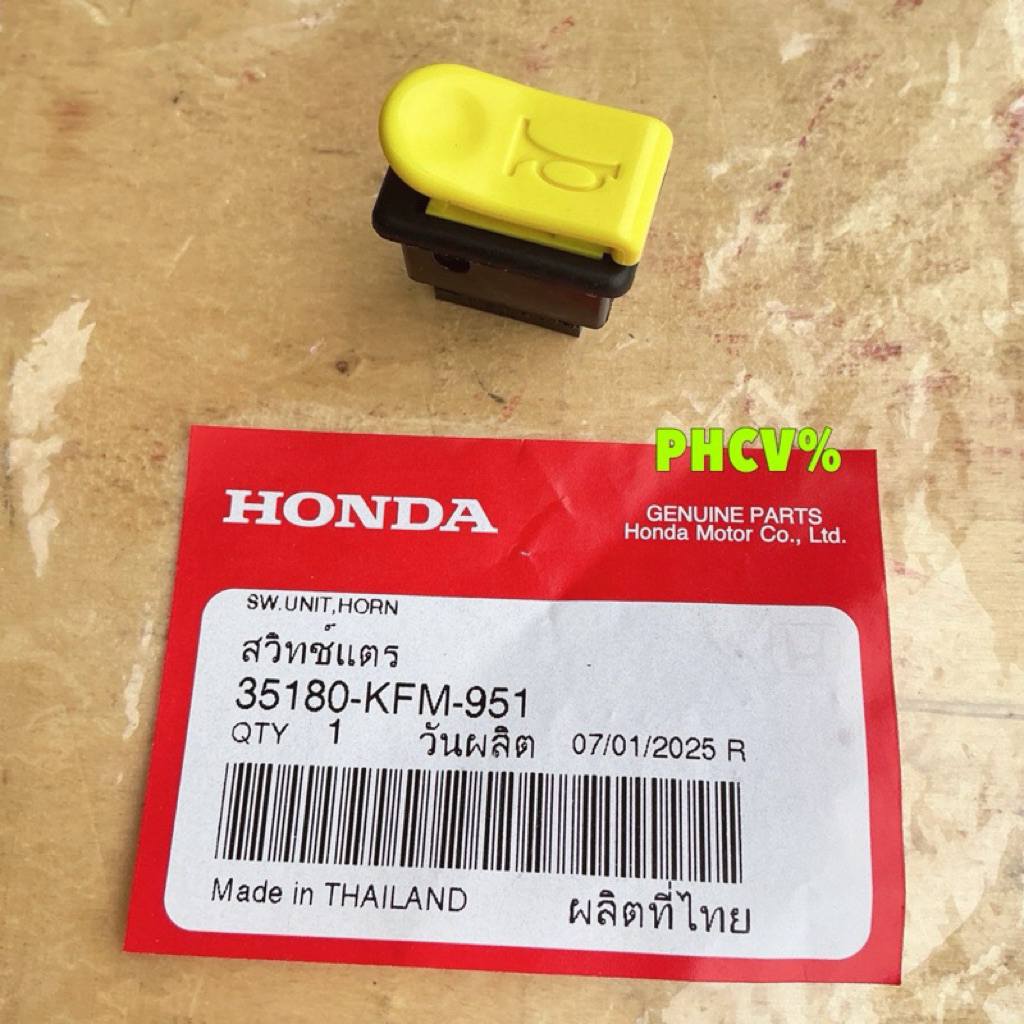 PHCV%
HONDA
GENUINE PARTS
Honda Motor Co., Ltd.
SW.UNIT,HORN
สวิทช์แตร
35180-KFM-951
QTY 1 วันผลิต 07/01/2025 R
Made in THAILAND ผลิตที่ไทย